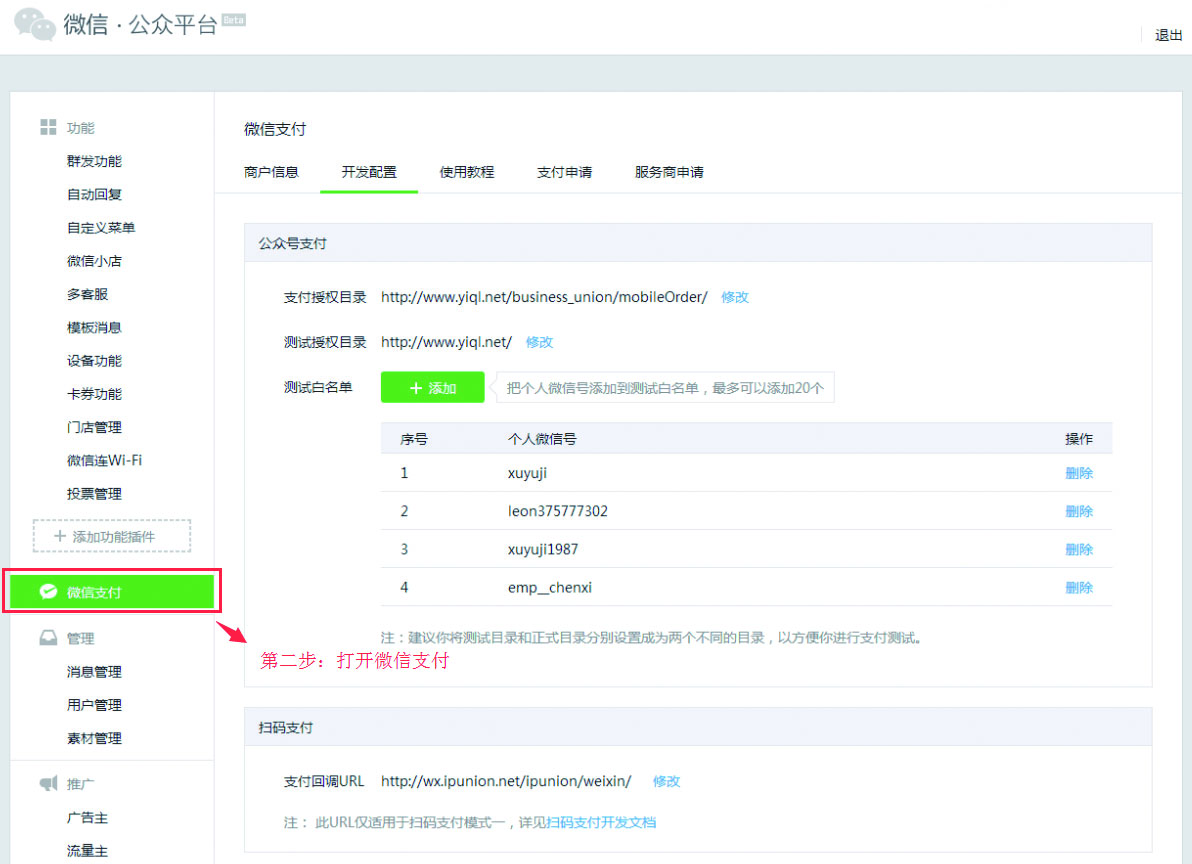 微信·公众平台 Beta
退出
功能
群发功能
自动回复
自定义菜单
微信小店
多客服
模板消息
设备功能
卡券功能
门店管理
微信连Wi-Fi
投票管理
+ 添加功能插件
微信支付
管理
消息管理
用户管理
素材管理
推广
广告主
流量主
微信支付
商户信息 开发配置 使用教程 支付申请 服务商申请
公众号支付
支付授权目录 http://www.yiql.net/business_union/mobileOrder/ 修改
测试授权目录 http://www.yiql.net/ 修改
测试白名单 + 添加 把个人微信号添加到测试白名单，最多可以添加20个
序号 个人微信号 操作
1 xuyuji 删除
2 leon375777302 删除
3 xuyuji1987 删除
4 emp__chenxi 删除
注：建议你将测试目录和正式目录分别设置成为两个不同的目录，以方便你进行支付测试。
第二步：打开微信支付
扫码支付
支付回调URL http://wx.ipunion.net/ipunion/weixin/ 修改
注： 此URL仅适用于扫码支付模式一，详见扫码支付开发文档